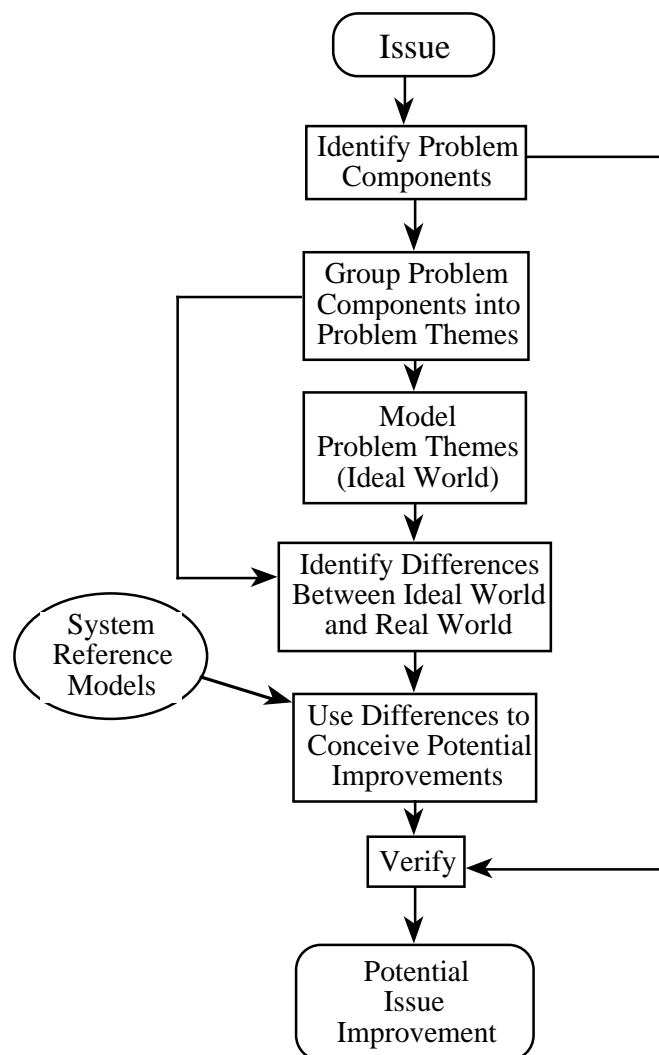 Issue
Identify Problem
Components
Group Problem
Components into
Problem Themes
Model
Problem Themes
(Ideal World)
Identify Differences
Between Ideal World
and Real World
System
Reference
Models
Use Differences to
Conceive Potential
Improvements
Verify
Potential
Issue
Improvement